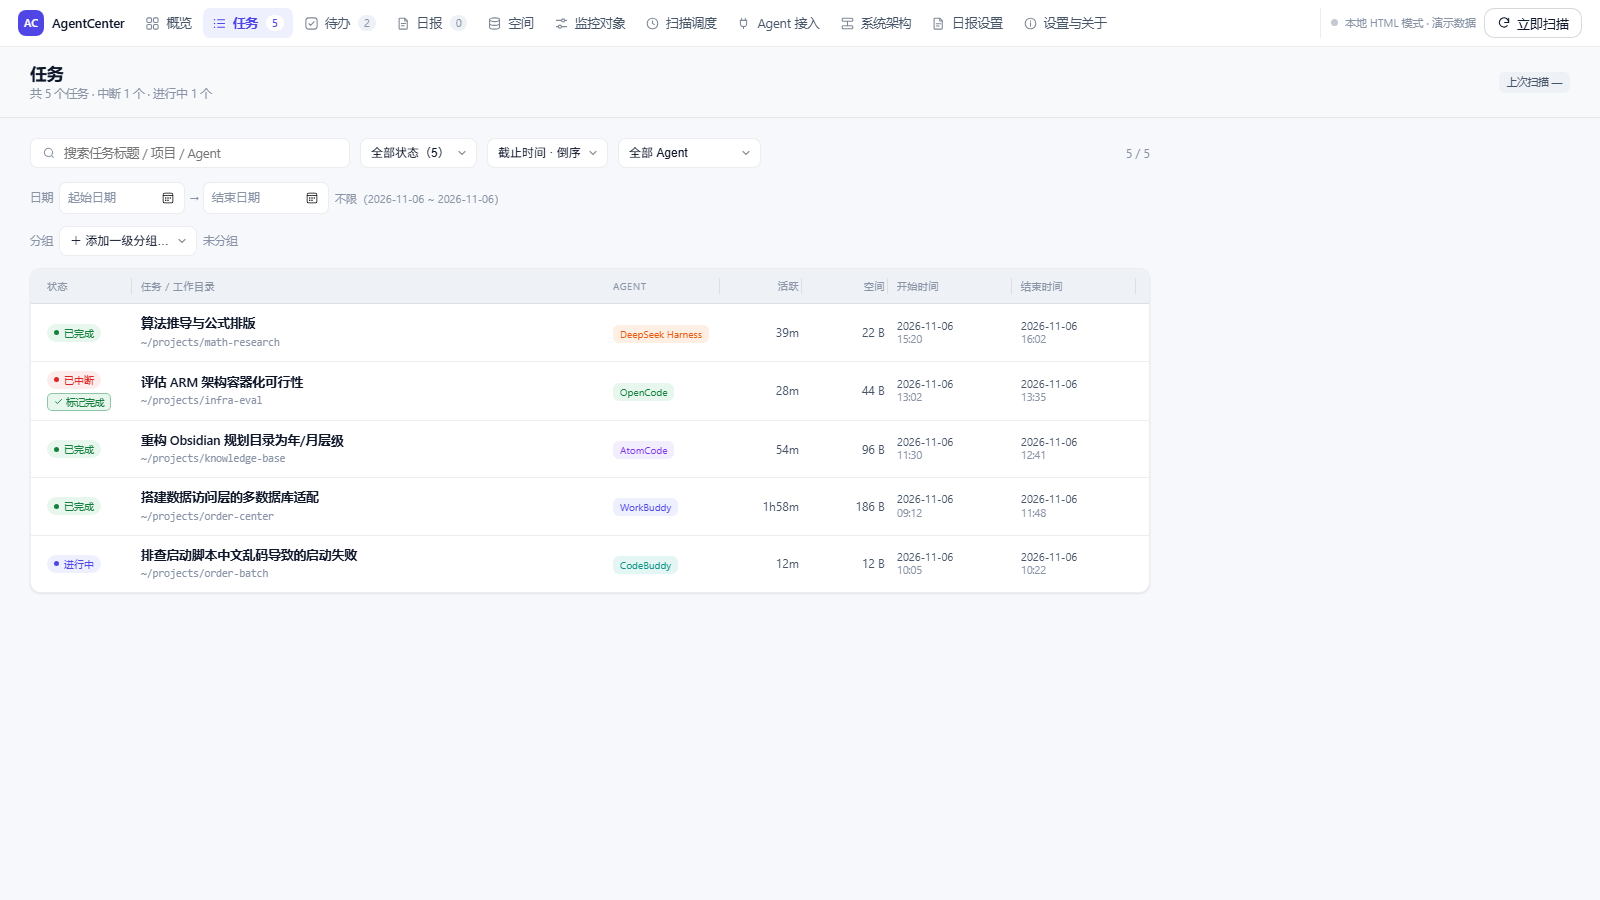 AC AgentCenter 概览 任务 5 待办 2 日报 0 空间 监控对象 扫描调度 Agent 接入 系统架构 日报设置 设置与关于 本地 HTML 模式 · 演示数据 立即扫描
任务
共 5 个任务 · 中断 1 个 · 进行中 1 个
上次扫描 —
搜索任务标题 / 项目 / Agent 全部状态（5） 截止时间 · 倒序 全部 Agent 5 / 5
日期 起始日期 → 结束日期 不限（2026-11-06 ~ 2026-11-06）
分组 ＋ 添加一级分组... 未分组
状态 任务 / 工作目录 AGENT 活跃 空间 开始时间 结束时间
已完成 算法推导与公式排版 DeepSeek Harness 39m 22 B 2026-11-06 2026-11-06
~/projects/math-research 15:20 16:02
已中断 评估 ARM 架构容器化可行性 OpenCode 28m 44 B 2026-11-06 2026-11-06
✓ 标记完成 ~/projects/infra-eval 13:02 13:35
已完成 重构 Obsidian 规划目录为年/月层级 AtomCode 54m 96 B 2026-11-06 2026-11-06
~/projects/knowledge-base 11:30 12:41
已完成 搭建数据访问层的多数据库适配 WorkBuddy 1h58m 186 B 2026-11-06 2026-11-06
~/projects/order-center 09:12 11:48
进行中 排查启动脚本中文乱码导致的启动失败 CodeBuddy 12m 12 B 2026-11-06 2026-11-06
~/projects/order-batch 10:05 10:22